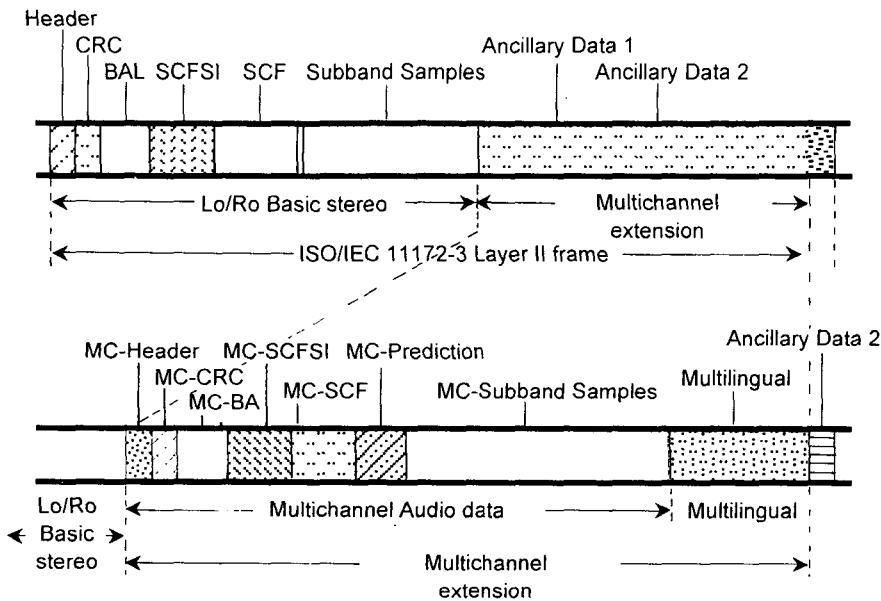 Header
CRC
BAL SCFSI SCF Subband Samples
Ancillary Data 1
Ancillary Data 2
Lo/Ro Basic stereo
Multichannel
extension
ISO/IEC 11172-3 Layer II frame
MC-Header MC-SCFSI MC-Prediction
Ancillary Data 2
MC-CRC
MC-BA
MC-SCF
MC-Subband Samples
Multilingual
Lo/Ro
Basic
stereo
Multichannel Audio data
Multilingual
Multichannel
extension